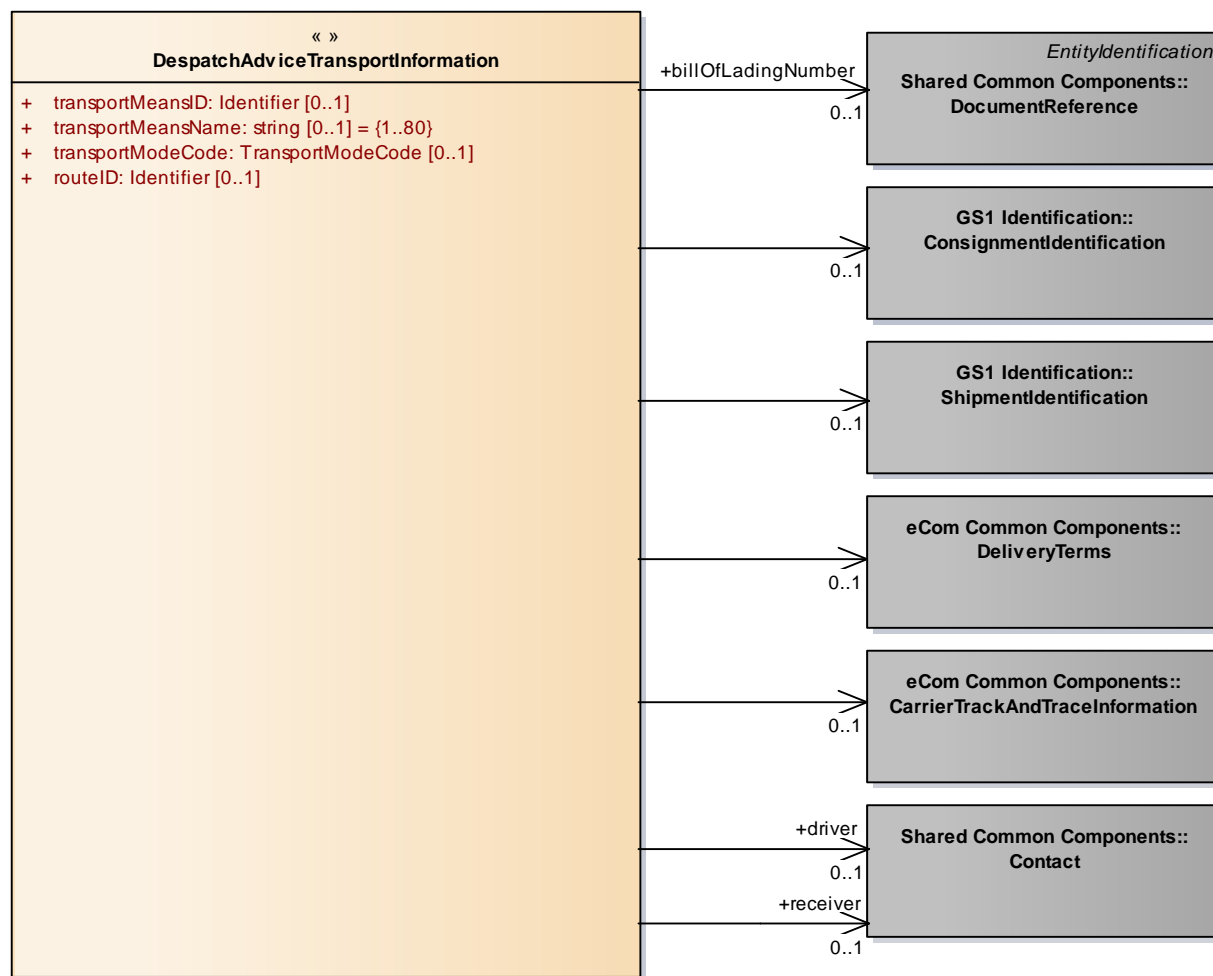 « »
DespatchAdviceTransportInformation
+ transportMeansID: Identifier [0..1]
+ transportMeansName: string [0..1] = {1..80}
+ transportModeCode: TransportModeCode [0..1]
+ routeID: Identifier [0..1]
+billOfLadingNumber
0..1
EntityIdentification
Shared Common Components::
DocumentReference
0..1
GS1 Identification::
ConsignmentIdentification
0..1
GS1 Identification::
ShipmentIdentification
0..1
eCom Common Components::
DeliveryTerms
0..1
eCom Common Components::
CarrierTrackAndTraceInformation
0..1
+driver
0..1
+receiver
0..1
Shared Common Components::
Contact